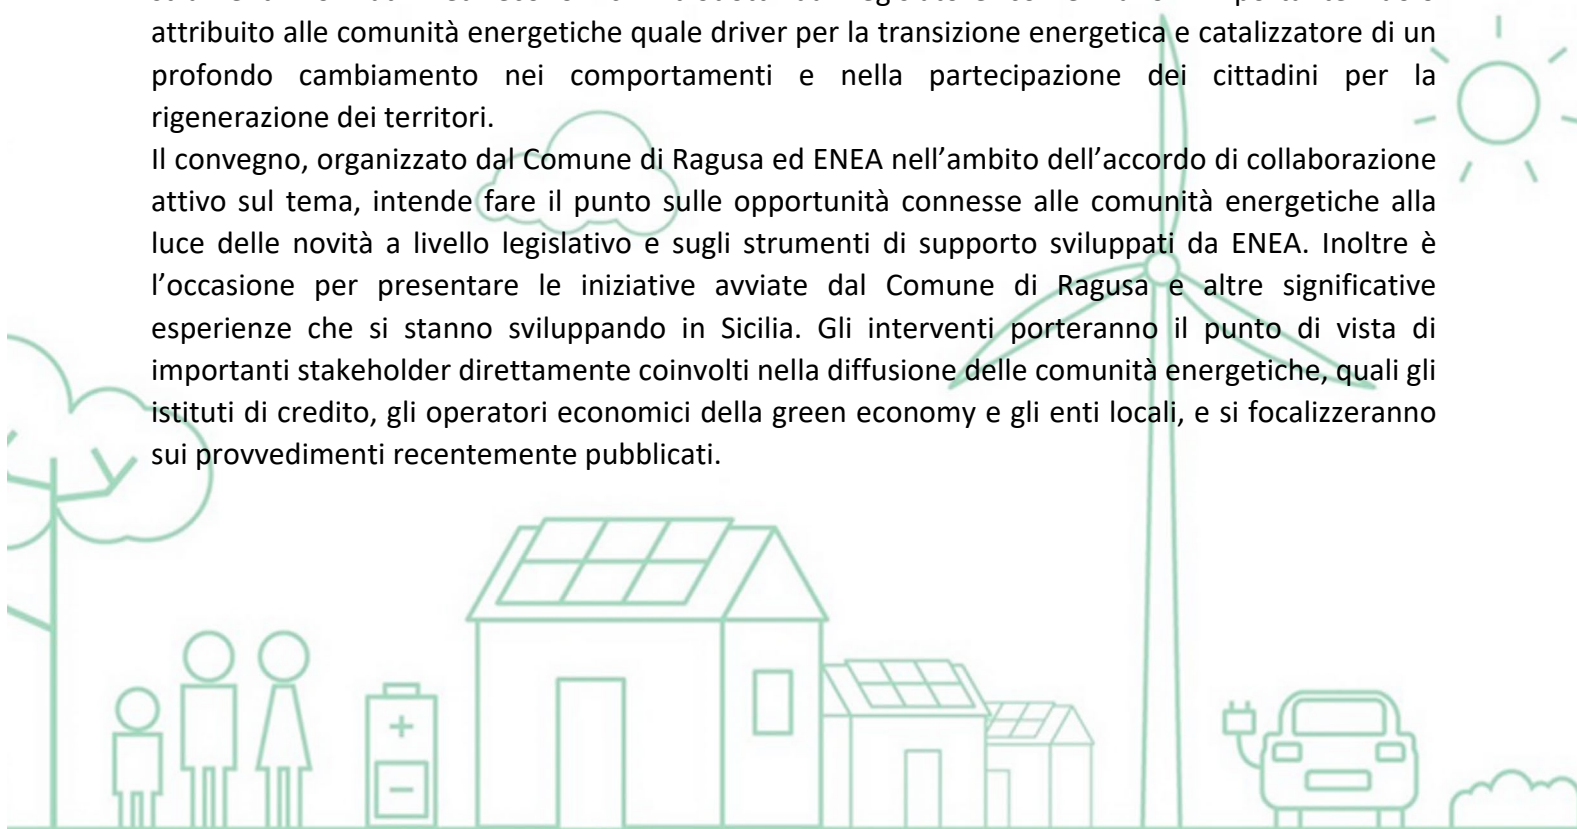 attribuito alle comunità energetiche quale driver per la transizione energetica e catalizzatore di un
profondo cambiamento nei comportamenti e nella partecipazione dei cittadini per la
rigenerazione dei territori.
Il convegno, organizzato dal Comune di Ragusa ed ENEA nell’ambito dell’accordo di collaborazione
attivo sul tema, intende fare il punto sulle opportunità connesse alle comunità energetiche alla
luce delle novità a livello legislativo e sugli strumenti di supporto sviluppati da ENEA. Inoltre è
l’occasione per presentare le iniziative avviate dal Comune di Ragusa e altre significative
esperienze che si stanno sviluppando in Sicilia. Gli interventi porteranno il punto di vista di
importanti stakeholder direttamente coinvolti nella diffusione delle comunità energetiche, quali gli
istituti di credito, gli operatori economici della green economy e gli enti locali, e si focalizzeranno
sui provvedimenti recentemente pubblicati.